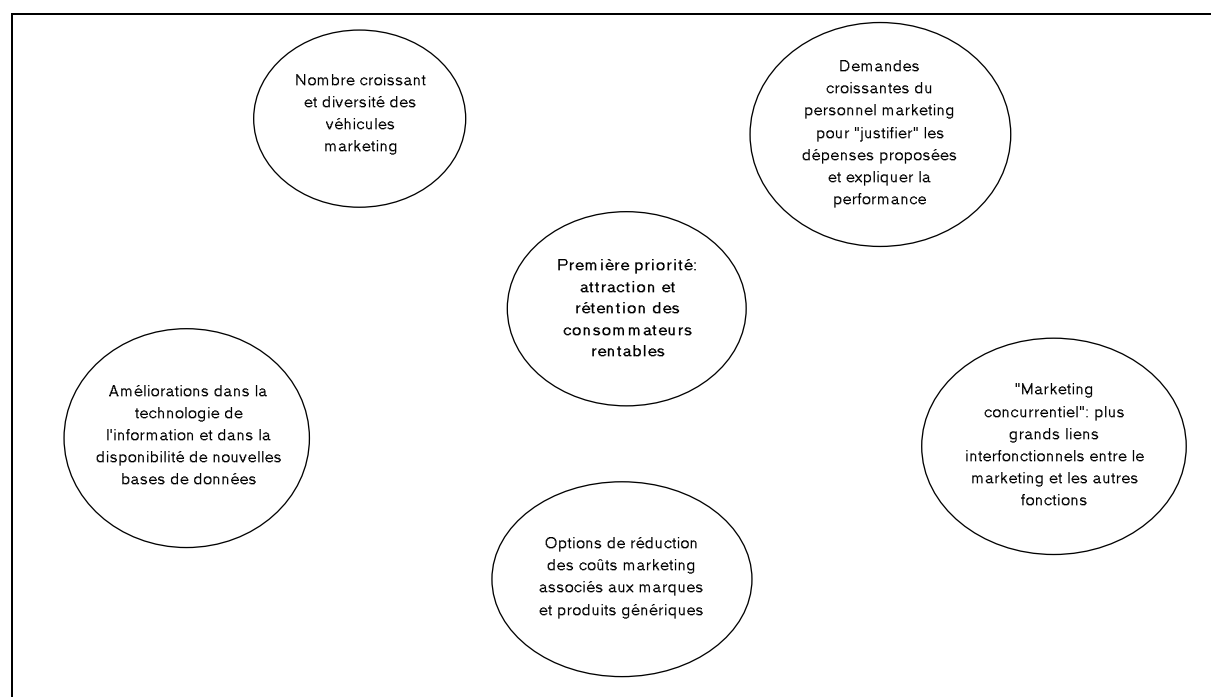 Nombre croissant
et diversité des
véhicules
marketing
Demandes
croissantes du
personnel marketing
pour "justifier" les
dépenses proposées
et expliquer la
performance
Première priorité:
attraction et
rétention des
consommateurs
rentables
Améliorations dans la
technologie de
l'information et dans la
disponibilité de nouvelles
bases de données
"Marketing
concurrentiel": plus
grands liens
interfonctionnels entre le
marketing et les autres
fonctions
Options de réduction
des coûts marketing
associés aux marques
et produits génériques